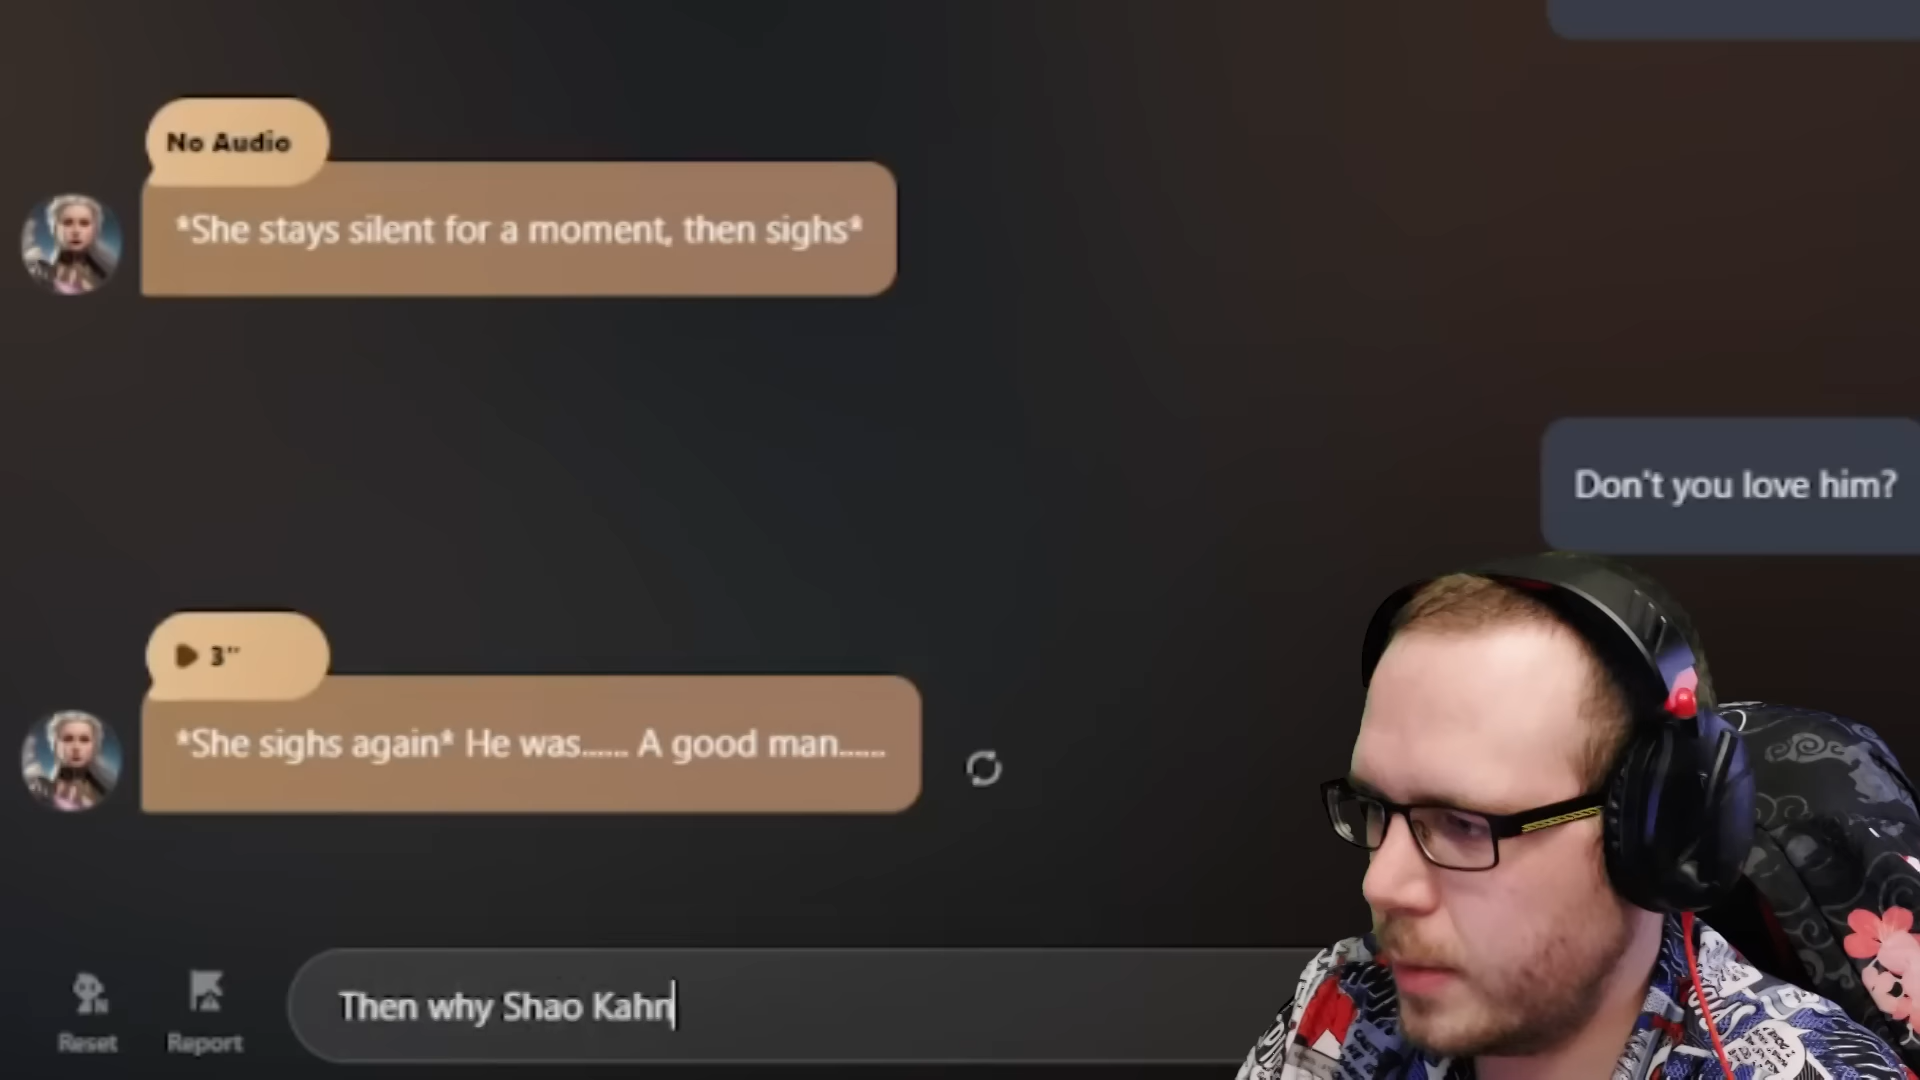 No Audio
*She stays silent for a moment, then sighs*
Don't you love him?
3"
*She sighs again* He was...... A good man......
Then why Shao Kahn
Reset
Report